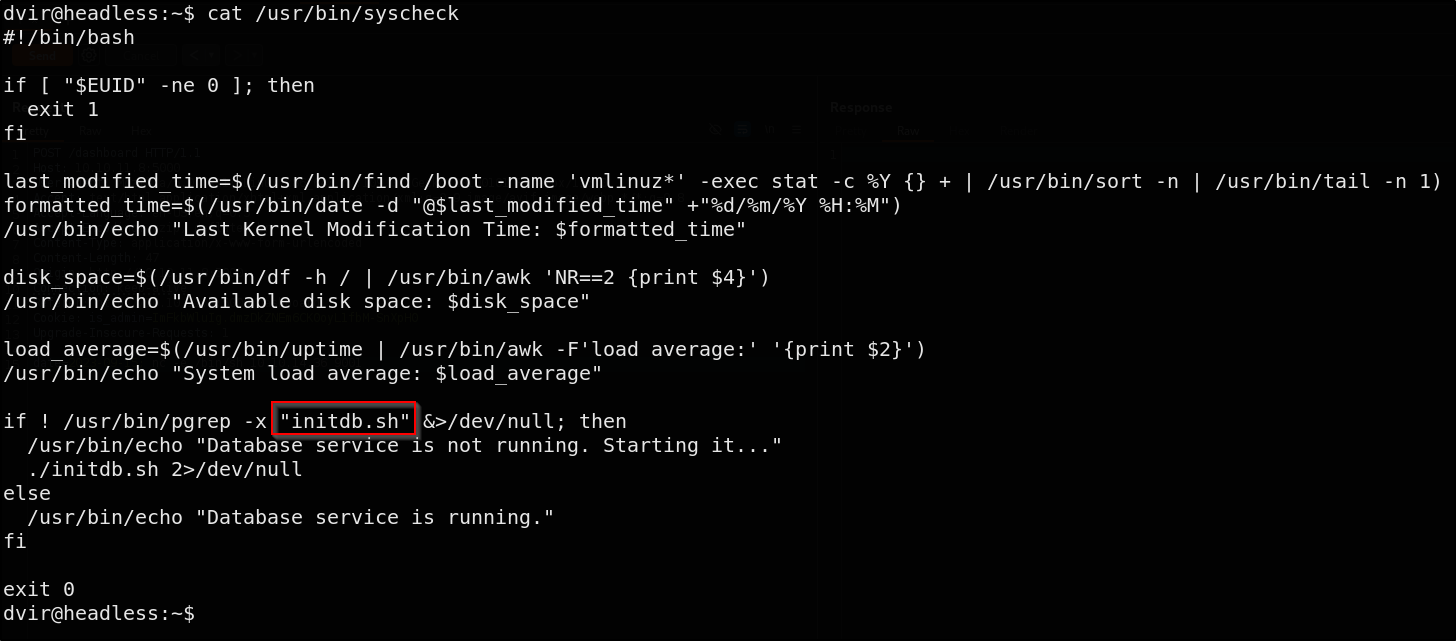 dvir@headless:~$ cat /usr/bin/syscheck
#!/bin/bash

if [ "$EUID" -ne 0 ]; then
  exit 1
fi

last_modified_time=$(/usr/bin/find /boot -name 'vmlinuz*' -exec stat -c %Y {} + | /usr/bin/sort -n | /usr/bin/tail -n 1)
formatted_time=$(/usr/bin/date -d "@$last_modified_time" +"%d/%m/%Y %H:%M")
/usr/bin/echo "Last Kernel Modification Time: $formatted_time"

disk_space=$(/usr/bin/df -h / | /usr/bin/awk 'NR==2 {print $4}')
/usr/bin/echo "Available disk space: $disk_space"

load_average=$(/usr/bin/uptime | /usr/bin/awk -F'load average:' '{print $2}')
/usr/bin/echo "System load average: $load_average"

if ! /usr/bin/pgrep -x "initdb.sh" &>/dev/null; then
  /usr/bin/echo "Database service is not running. Starting it..."
  ./initdb.sh 2>/dev/null
else
  /usr/bin/echo "Database service is running."
fi

exit 0
dvir@headless:~$
Response
Raw